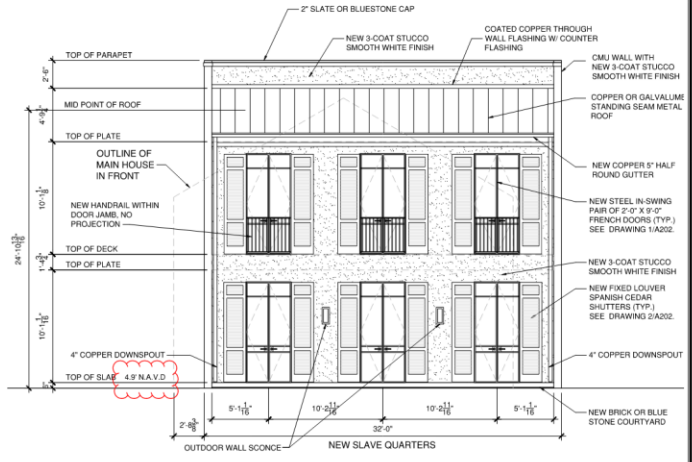 2" SLATE OR BLUESTONE CAP
NEW 3-COAT STUCCO
SMOOTH WHITE FINISH
COATED COPPER THROUGH
WALL FLASHING W/ COUNTER
FLASHING
CMU WALL WITH
NEW 3-COAT STUCCO
SMOOTH WHITE FINISH
TOP OF PARAPET
2'-6"
COPPER OR GALVALUME
STANDING SEAM METAL
ROOF
MID POINT OF ROOF
TOP OF PLATE
OUTLINE OF
MAIN HOUSE
IN FRONT
NEW COPPER 5" HALF
ROUND GUTTER
NEW HANDRAIL WITHIN
DOOR JAMB, NO
PROJECTION
NEW STEEL IN-SWING
PAIR OF 2'-0" X 9'-0"
FRENCH DOORS (TYP.)
SEE DRAWING 1/A202.
TOP OF DECK
TOP OF PLATE
NEW 3-COAT STUCCO
SMOOTH WHITE FINISH
NEW FIXED LOUVER
SPANISH CEDAR
SHUTTERS (TYP.)
SEE DRAWING 2/A202.
24'-10 13/16"
10'-1 1/16"
4" COPPER DOWNSPOUT
4" COPPER DOWNSPOUT
TOP OF SLAB 4.9' N.A.V.D
5'-1 1/16"
10'-2 11/16"
10'-2 11/16"
5'-1 1/16"
2'-8 3/8"
32'-0"
NEW BRICK OR BLUE
STONE COURTYARD
OUTDOOR WALL SCONCE
NEW SLAVE QUARTERS